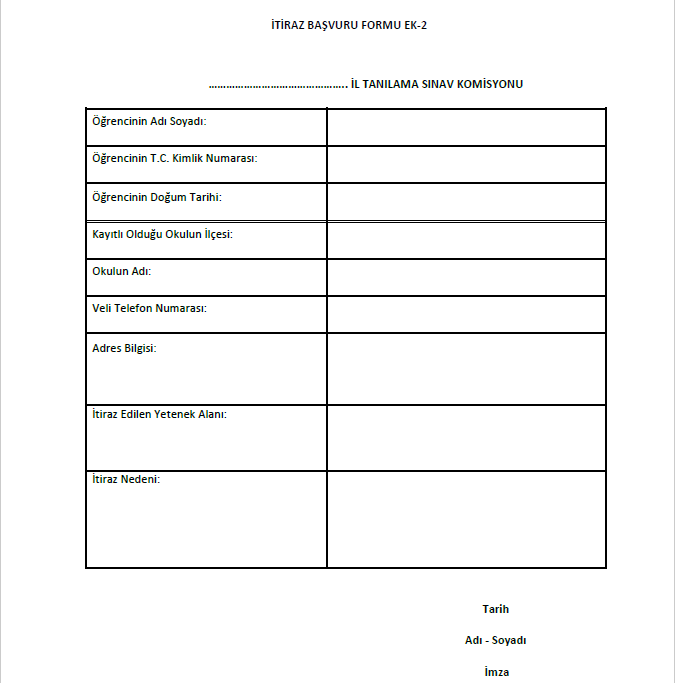 İTİRAZ BAŞVURU FORMU EK-2
……………………………………….. İL TANILAMA SINAV KOMİSYONU
Öğrencinin Adı Soyadı:
Öğrencinin T.C. Kimlik Numarası:
Öğrencinin Doğum Tarihi:
Kayıtlı Olduğu Okulun İlçesi:
Okulun Adı:
Veli Telefon Numarası:
Adres Bilgisi:
İtiraz Edilen Yetenek Alanı:
İtiraz Nedeni:
Tarih
Adı - Soyadı
İmza